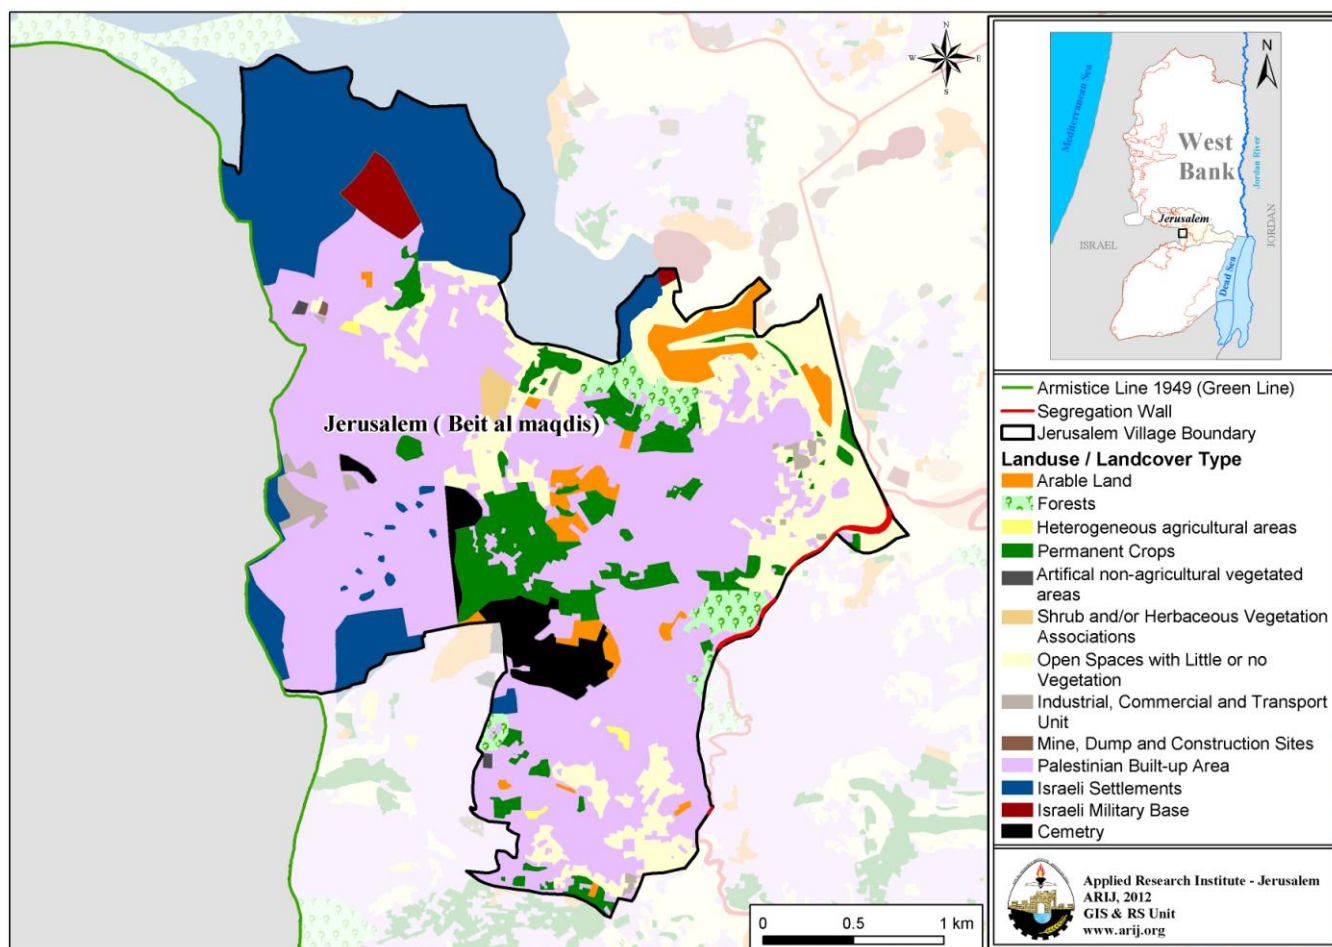 N
W
E
S
Jerusalem ( Beit al maqdis)
0
0.5
1 km
N
Mediterranean Sea
West
Bank
Jordan River
Jerusalem
ISRAEL
JORDAN
Dead Sea
Armistice Line 1949 (Green Line)
Segregation Wall
Jerusalem Village Boundary
Landuse / Landcover Type
Arable Land
Forests
Heterogeneous agricultural areas
Permanent Crops
Artifical non-agricultural vegetated
areas
Shrub and/or Herbaceous Vegetation
Associations
Open Spaces with Little or no
Vegetation
Industrial, Commercial and Transport
Unit
Mine, Dump and Construction Sites
Palestinian Built-up Area
Israeli Settlements
Israeli Military Base
Cemetry
Applied Research Institute - Jerusalem
ARIJ, 2012
GIS & RS Unit
www.arij.org